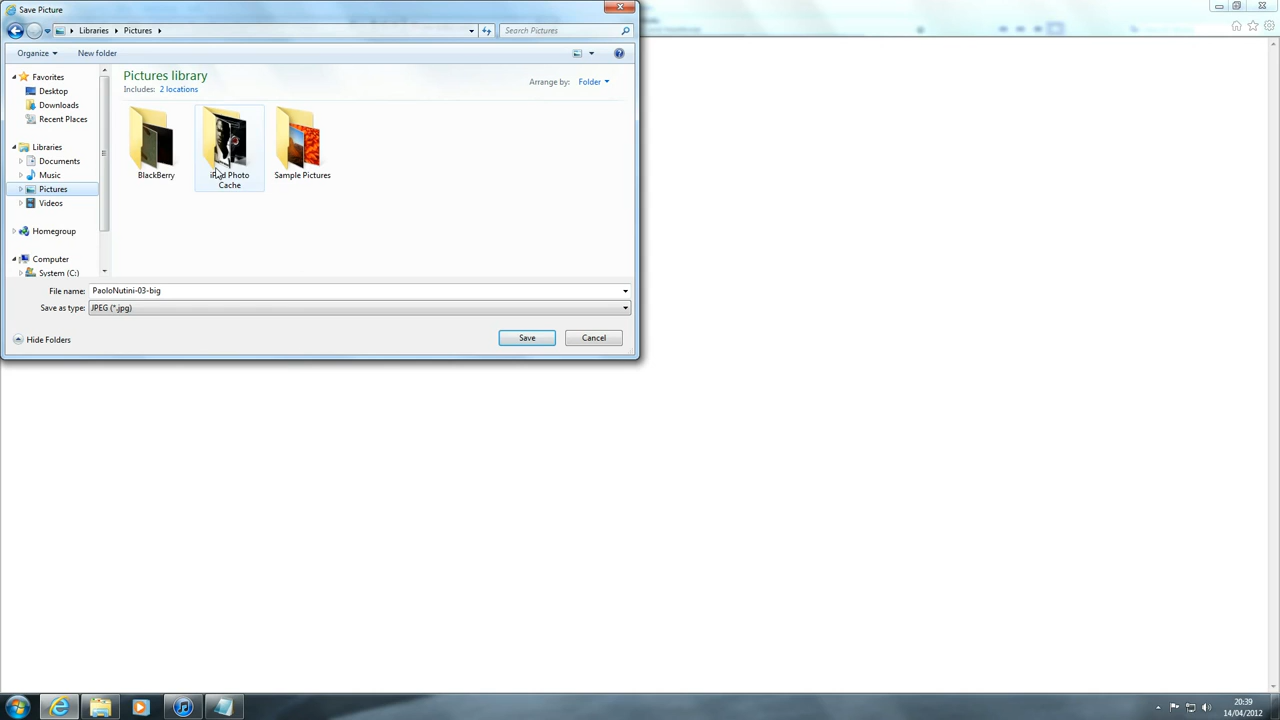 Save Picture
Libraries Pictures
Search Pictures
Organize
New folder
Favorites
Desktop
Downloads
Recent Places
Libraries
Documents
Music
Pictures
Videos
Homegroup
Computer
System (C:)
Pictures library
Includes: 2 locations
Arrange by: Folder
BlackBerry
Photo
Cache
Sample Pictures
File name: PaoloNutini-03-big
Save as type: JPEG (*.jpg)
Hide Folders
Save
Cancel
20:39
14/04/2012